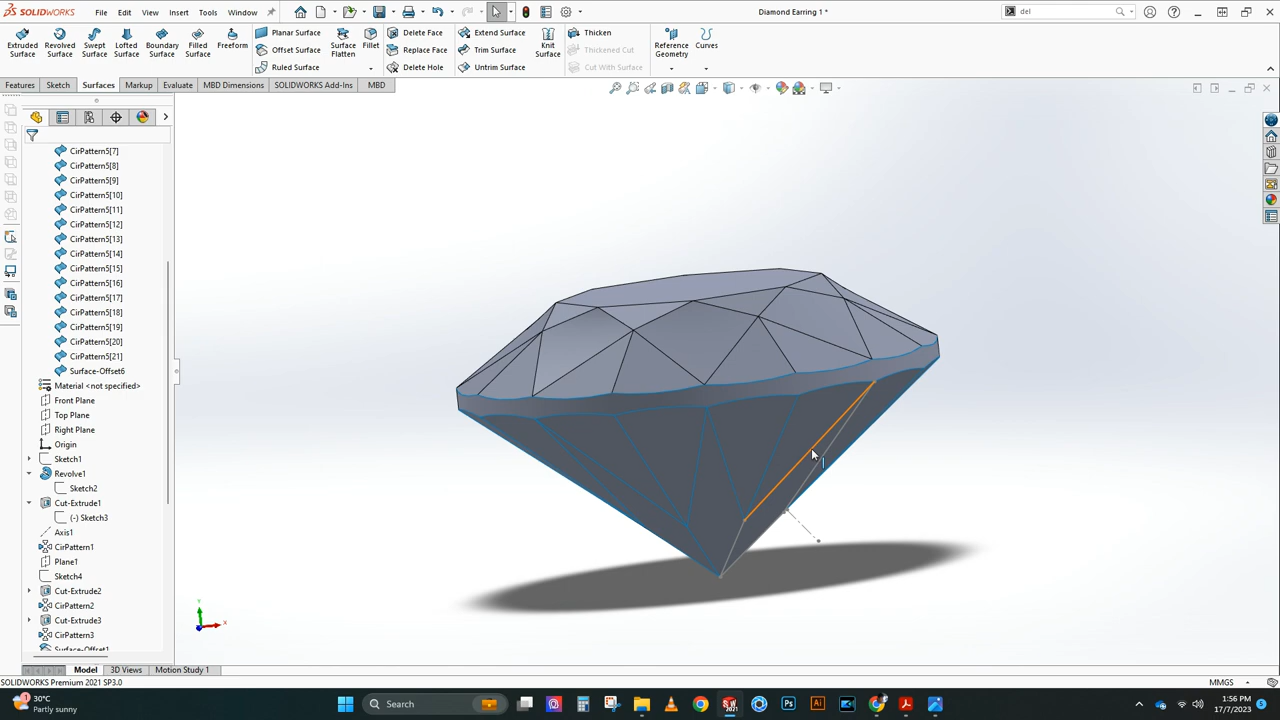 SOLIDWORKS File Edit View Insert Tools Window Diamond Earring 1 * del
Extruded Surface Revolved Surface Swept Surface Lofted Surface Boundary Surface Filled Surface Freeform Planar Surface Offset Surface Ruled Surface Surface Flatten Fillet Delete Face Replace Face Delete Hole Extend Surface Trim Surface Untrim Surface Knit Surface Thicken Thickened Cut Cut With Surface Reference Geometry Curves
Features Sketch Surfaces Markup Evaluate MBD Dimensions SOLIDWORKS Add-Ins MBD
CirPattern5[7]
CirPattern5[8]
CirPattern5[9]
CirPattern5[10]
CirPattern5[11]
CirPattern5[12]
CirPattern5[13]
CirPattern5[14]
CirPattern5[15]
CirPattern5[16]
CirPattern5[17]
CirPattern5[18]
CirPattern5[19]
CirPattern5[20]
CirPattern5[21]
Surface-Offset6
Material <not specified>
Front Plane
Top Plane
Right Plane
Origin
Sketch1
Revolve1
Sketch2
Cut-Extrude1
(-) Sketch3
Axis1
CirPattern1
Plane1
Sketch4
Cut-Extrude2
CirPattern2
Cut-Extrude3
CirPattern3
Surface-Offset1
Y
X
Model 3D Views Motion Study 1
SOLIDWORKS Premium 2021 SP3.0 MMGS
1 30°C
Partly sunny
Search
1:56 PM
17/7/2023